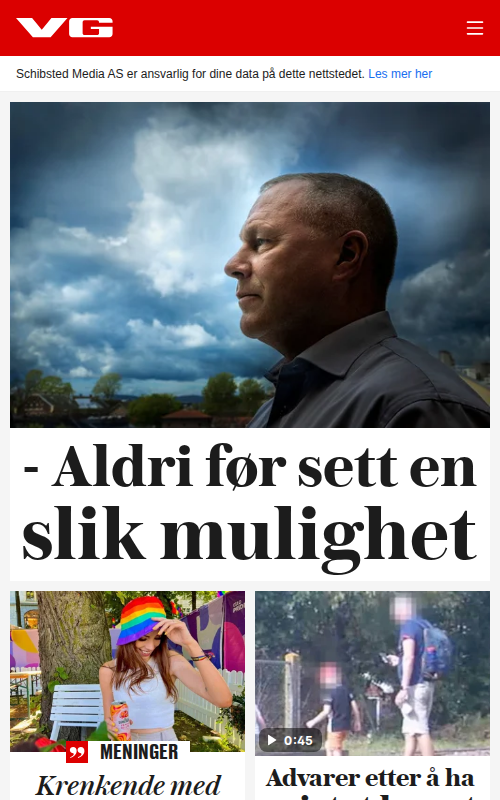 VG
Schibsted Media AS er ansvarlig for dine data på dette nettstedet. Les mer her
- Aldri før sett en
slik mulighet
MENINGER
Krenkende med
0:45
Advarer etter å ha